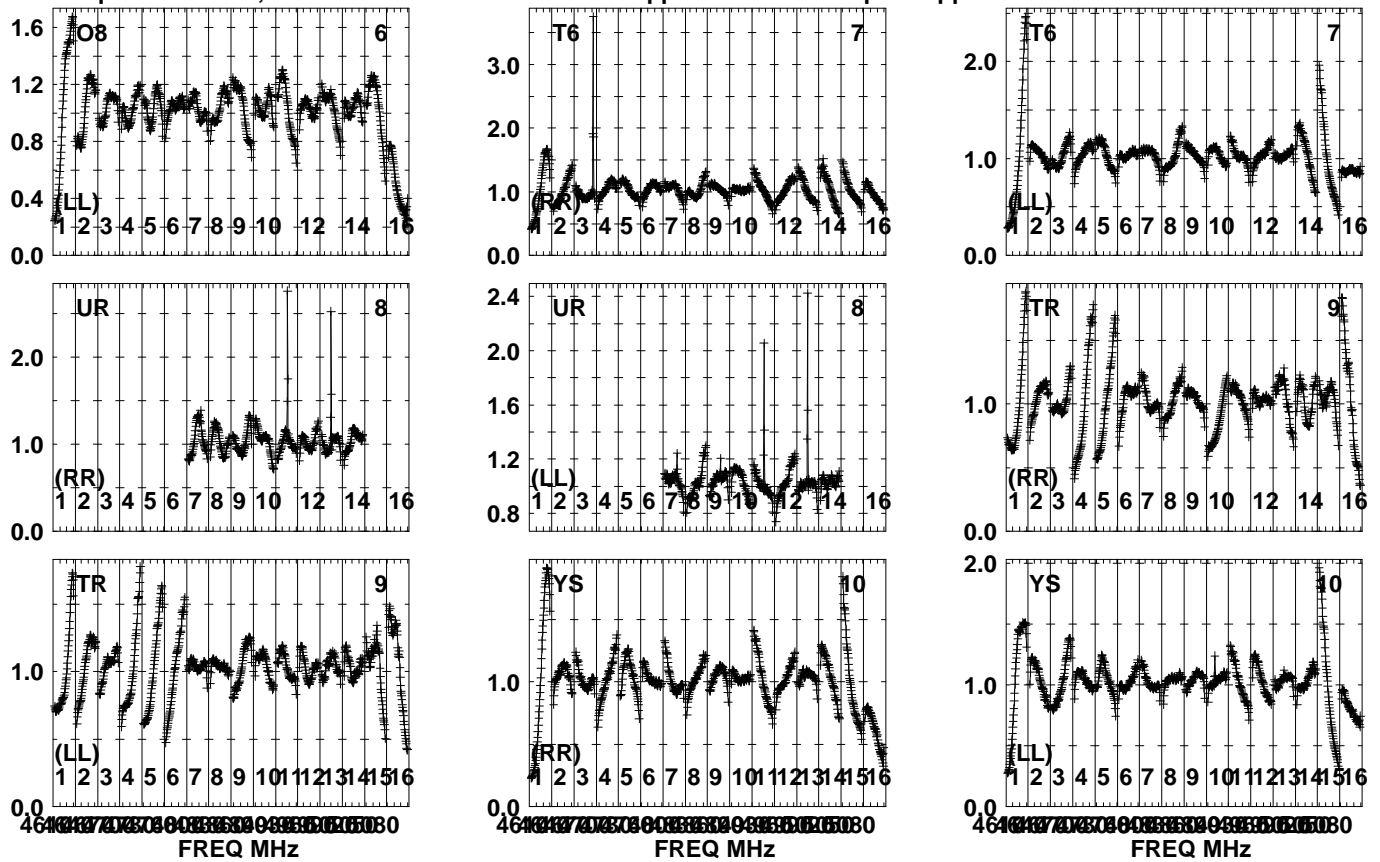 1.6 O8 6
1.2
0.8
0.4 (LL)
1 2 3 4 5 6 7 8 9 10 12 14 16
0.0
T6 7
3.0
2.0
1.0 (RR)
1 2 3 4 5 6 7 8 9 10 12 14 16
0.0
T6 7
2.0
1.0 (LL)
1 2 3 4 5 6 7 8 9 10 12 14 16
0.0
UR 8
2.0
1.0
(RR)
1 2 3 4 5 6 7 8 9 10 12 14 16
0.0
2.4 UR 8
2.0
1.6
1.2
(LL)
1 2 3 4 5 6 7 8 9 10 12 14 16
0.8
TR 9
1.0
(RR)
1 2 3 4 5 6 7 8 9 10 12 14 16
0.0
TR 9
1.0
(LL)
1 2 3 4 5 6 7 8 9 10 11 12 13 14 15 16
0.0
FREQ MHz
YS 10
1.0
(RR)
1 2 3 4 5 6 7 8 9 10 11 12 13 14 15 16
0.0
FREQ MHz
2.0 YS 10
1.0
(LL)
1 2 3 4 5 6 7 8 9 10 11 12 13 14 15 16
0.0
FREQ MHz